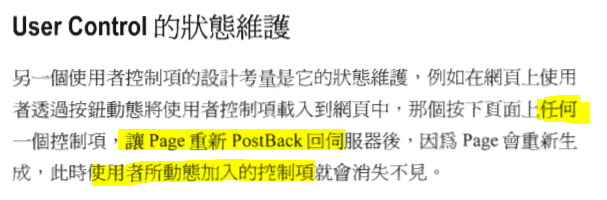 User Control 的狀態維護
另一個使用者控制項的設計考量是它的狀態維護，例如在網頁上使用
者透過按鈕動態將使用者控制項載入到網頁中，那個按下頁面上任何
一個控制項，讓 Page 重新 PostBack 回伺服器後，因為 Page 會重新生
成，此時使用者所動態加入的控制項就會消失不見。